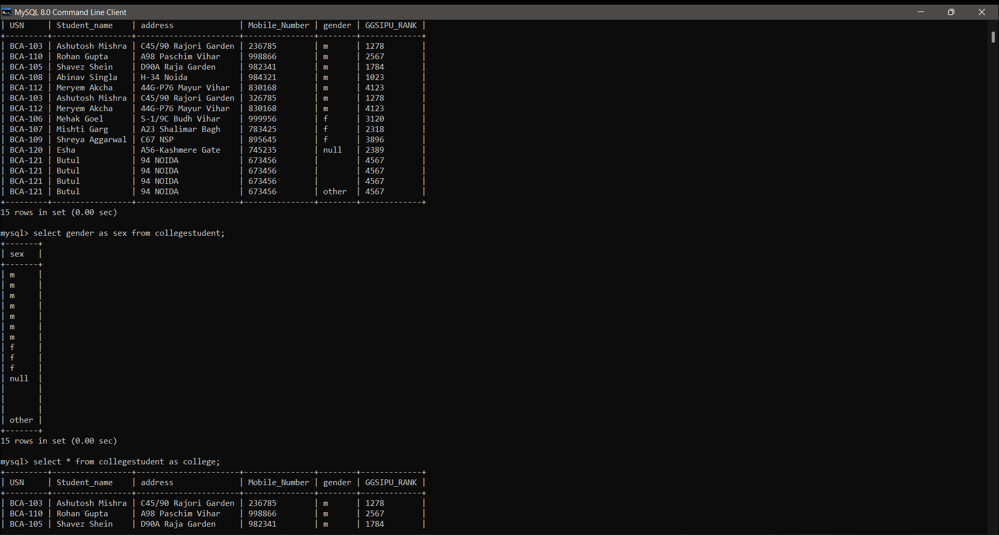 MySQL 8.0 Command Line Client
| USN     | Student_name    | address              | Mobile_Number | gender | GGSIPU_RANK |
+---------+-----------------+----------------------+---------------+--------+-------------+
| BCA-103 | Ashutosh Mishra | C45/90 Rajori Garden | 236785        | m      | 1278        |
| BCA-110 | Rohan Gupta     | A98 Paschim Vihar    | 998866        | m      | 2567        |
| BCA-105 | Shavez Shein    | D90A Raja Garden     | 982341        | m      | 1784        |
| BCA-108 | Abinav Singla   | H-34 Noida           | 984321        | m      | 1023        |
| BCA-112 | Meryem Akcha    | 44G-P76 Mayur Vihar  | 830168        | m      | 4123        |
| BCA-103 | Ashutosh Mishra | C45/90 Rajori Garden | 326785        | m      | 1278        |
| BCA-112 | Meryem Akcha    | 44G-P76 Mayur Vihar  | 830168        | m      | 4123        |
| BCA-106 | Mehak Goel      | S-1/9C Budh Vihar    | 999956        | f      | 3120        |
| BCA-107 | Mishti Garg     | A23 Shalimar Bagh    | 783425        | f      | 2318        |
| BCA-109 | Shreya Aggarwal | C67 NSP              | 895645        | f      | 3896        |
| BCA-120 | Esha            | A56-Kashmere Gate    | 745235        | null   | 2389        |
| BCA-121 | Butul           | 94 NOIDA             | 673456        |        | 4567        |
| BCA-121 | Butul           | 94 NOIDA             | 673456        |        | 4567        |
| BCA-121 | Butul           | 94 NOIDA             | 673456        |        | 4567        |
| BCA-121 | Butul           | 94 NOIDA             | 673456        | other  | 4567        |
+---------+-----------------+----------------------+---------------+--------+-------------+
15 rows in set (0.00 sec)
mysql> select gender as sex from collegestudent;
+-------+
| sex   |
+-------+
| m     |
| m     |
| m     |
| m     |
| m     |
| m     |
| m     |
| f     |
| f     |
| f     |
| null  |
|       |
|       |
|       |
| other |
+-------+
15 rows in set (0.00 sec)
mysql> select * from collegestudent as college;
+---------+-----------------+----------------------+---------------+--------+-------------+
| USN     | Student_name    | address              | Mobile_Number | gender | GGSIPU_RANK |
+---------+-----------------+----------------------+---------------+--------+-------------+
| BCA-103 | Ashutosh Mishra | C45/90 Rajori Garden | 236785        | m      | 1278        |
| BCA-110 | Rohan Gupta     | A98 Paschim Vihar    | 998866        | m      | 2567        |
| BCA-105 | Shavez Shein    | D90A Raja Garden     | 982341        | m      | 1784        |